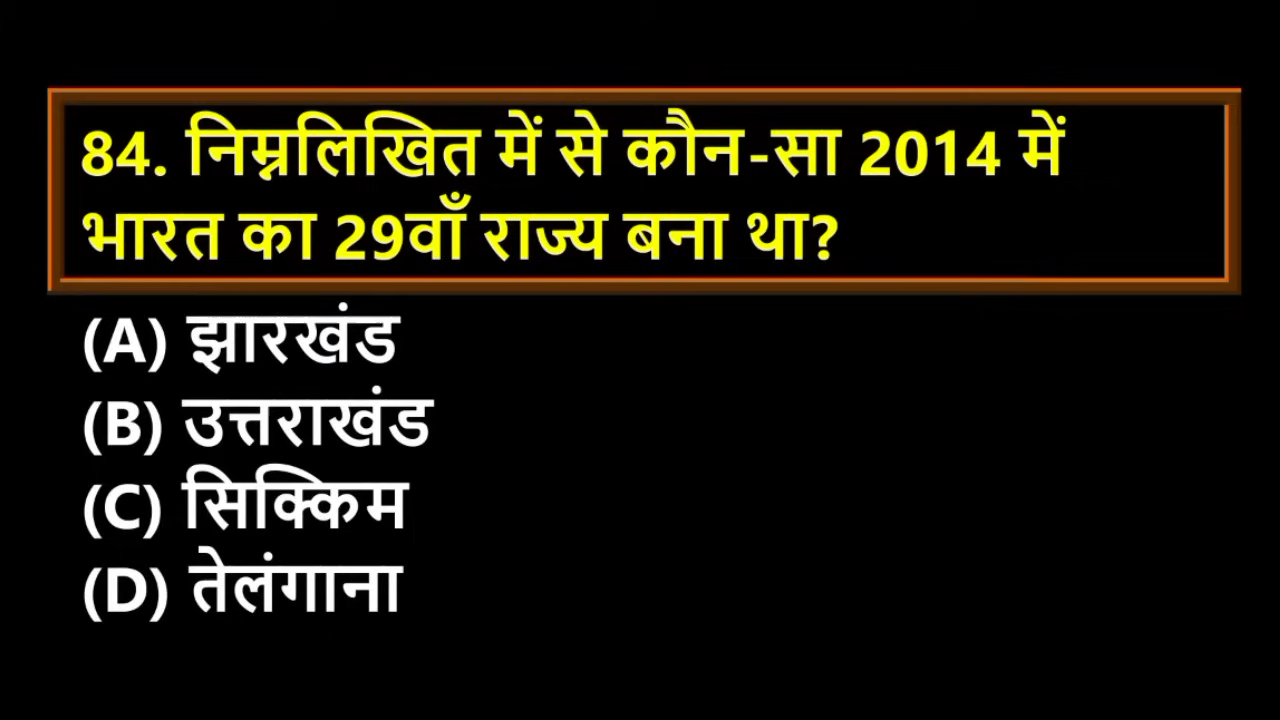 84. निम्नलिखित में से कौन-सा 2014 में
भारत का 29वाँ राज्य बना था?
(A) झारखंड
(B) उत्तराखंड
(C) सिक्किम
(D) तेलंगाना